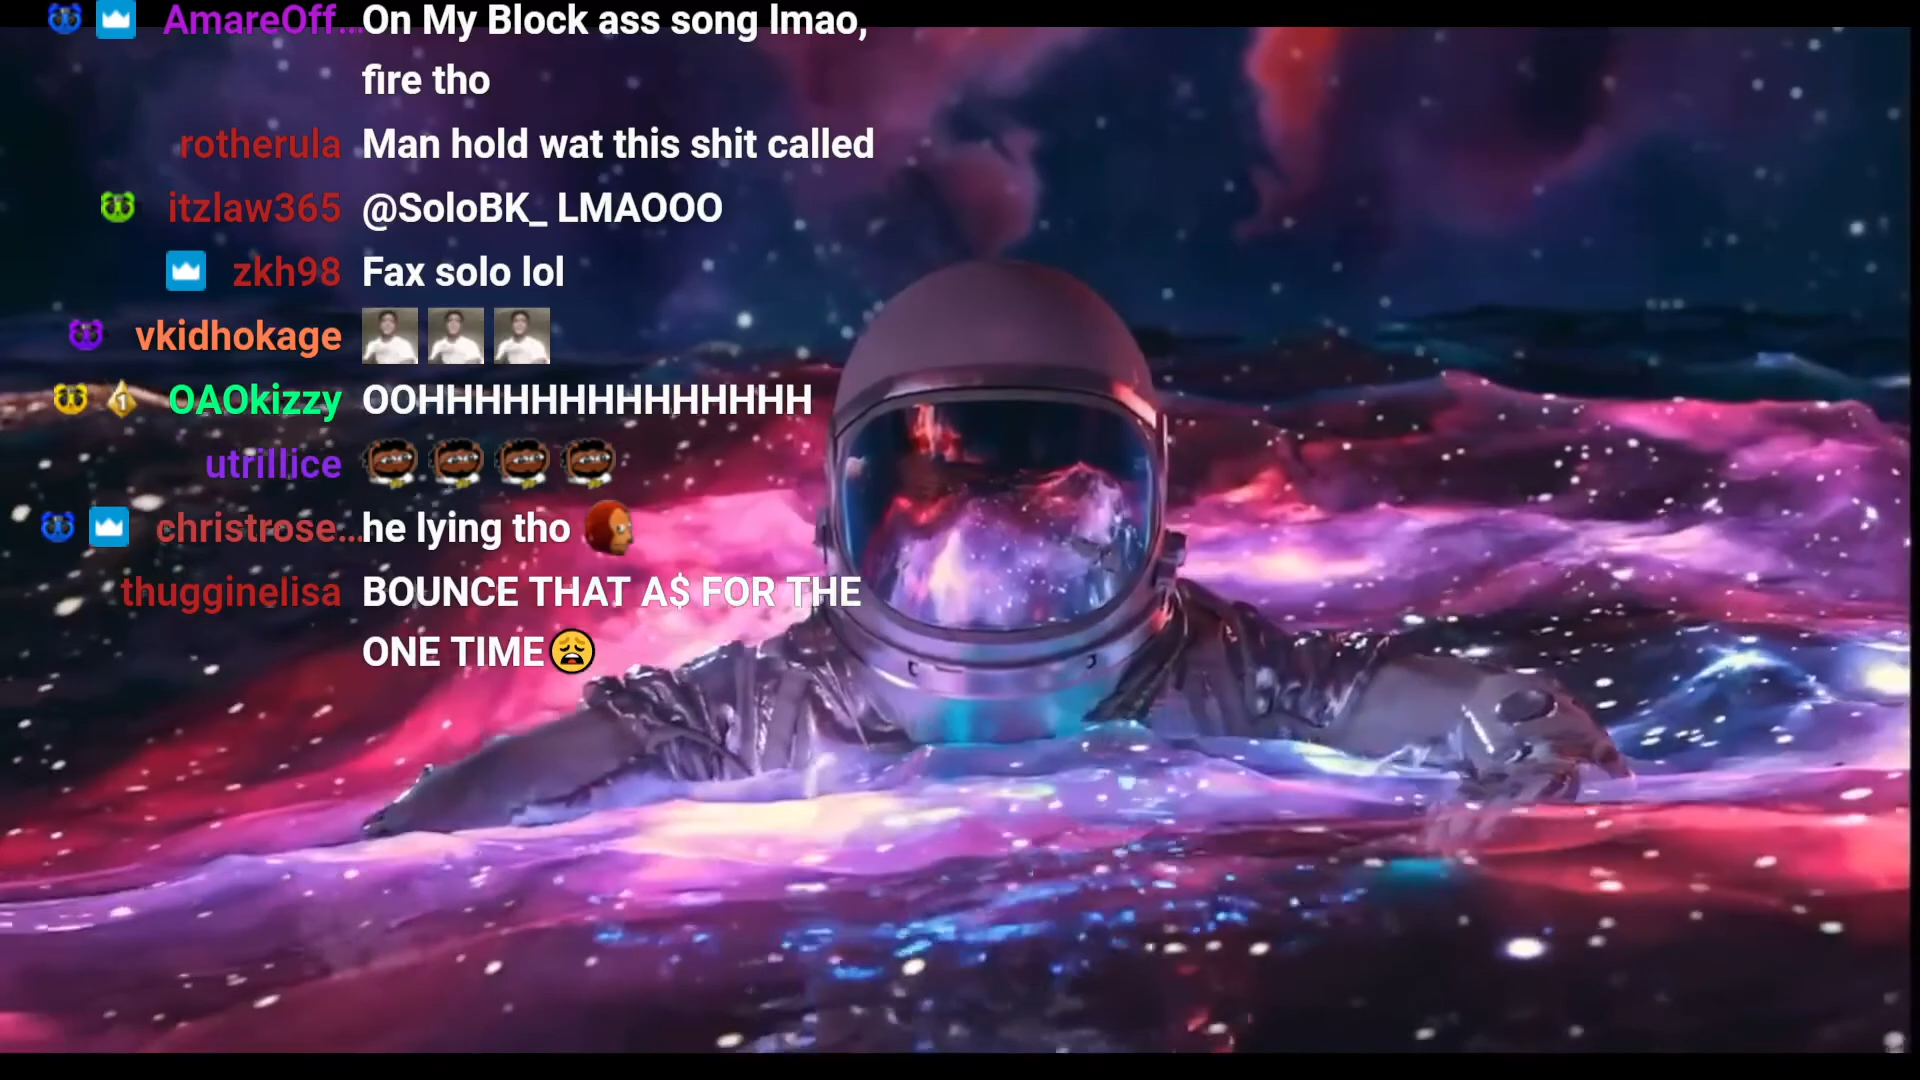 AmareOff... On My Block ass song lmao,
fire tho
rotherula Man hold wat this shit called
itzlaw365 @SoloBK_ LMAOOO
zkh98 Fax solo lol
vkidhokage
1 OAOkizzy OOHHHHHHHHHHHHHH
utrillice
christrose... he lying tho
thugginelisa BOUNCE THAT A$ FOR THE
ONE TIME😩